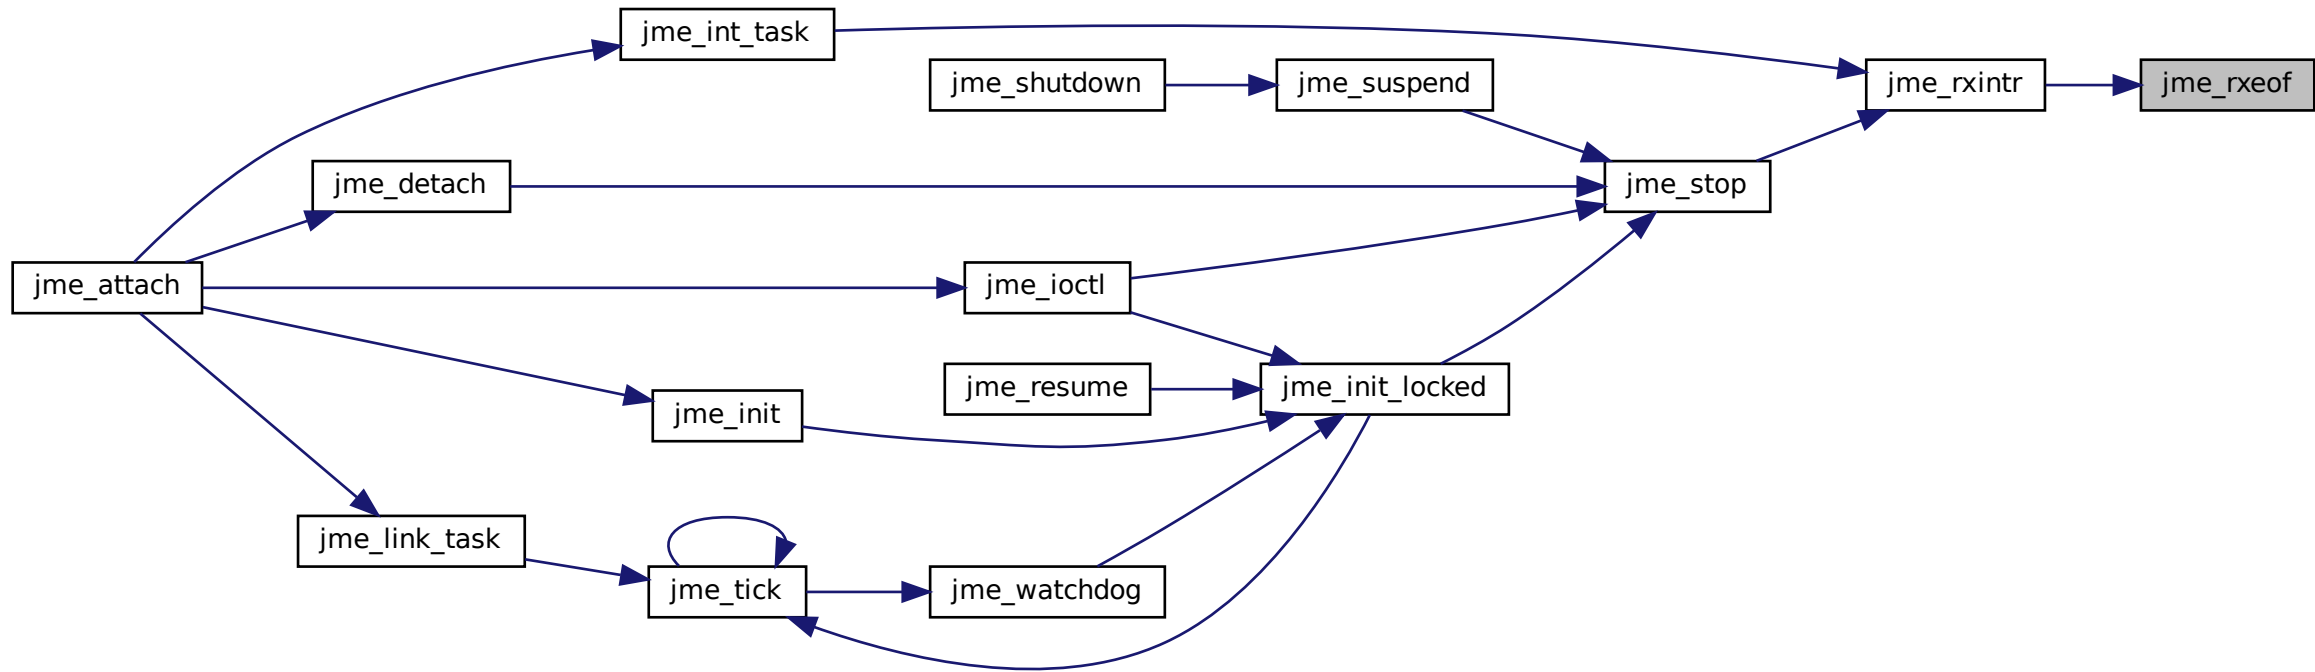 jme_int_task
jme_shutdown
jme_suspend
jme_rxintr
jme_rxeof
jme_detach
jme_stop
jme_attach
jme_ioctl
jme_resume
jme_init_locked
jme_init
jme_link_task
jme_tick
jme_watchdog